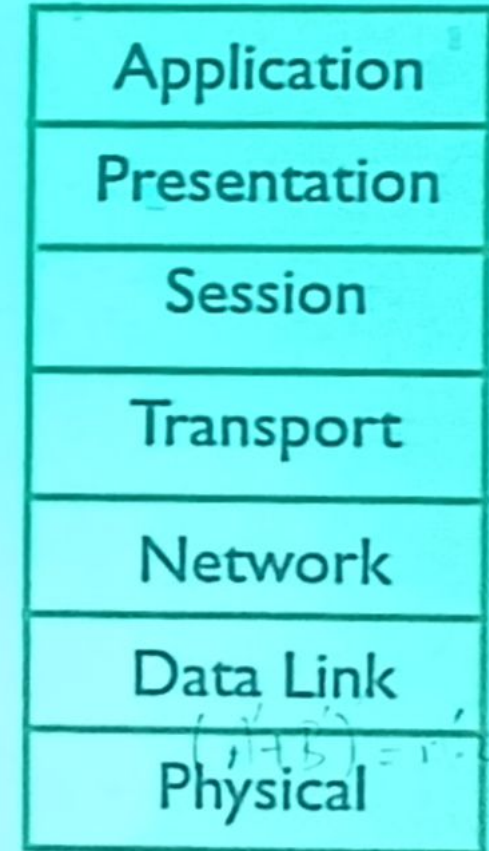 Application
Presentation
Session
Transport
Network
Data Link
Physical